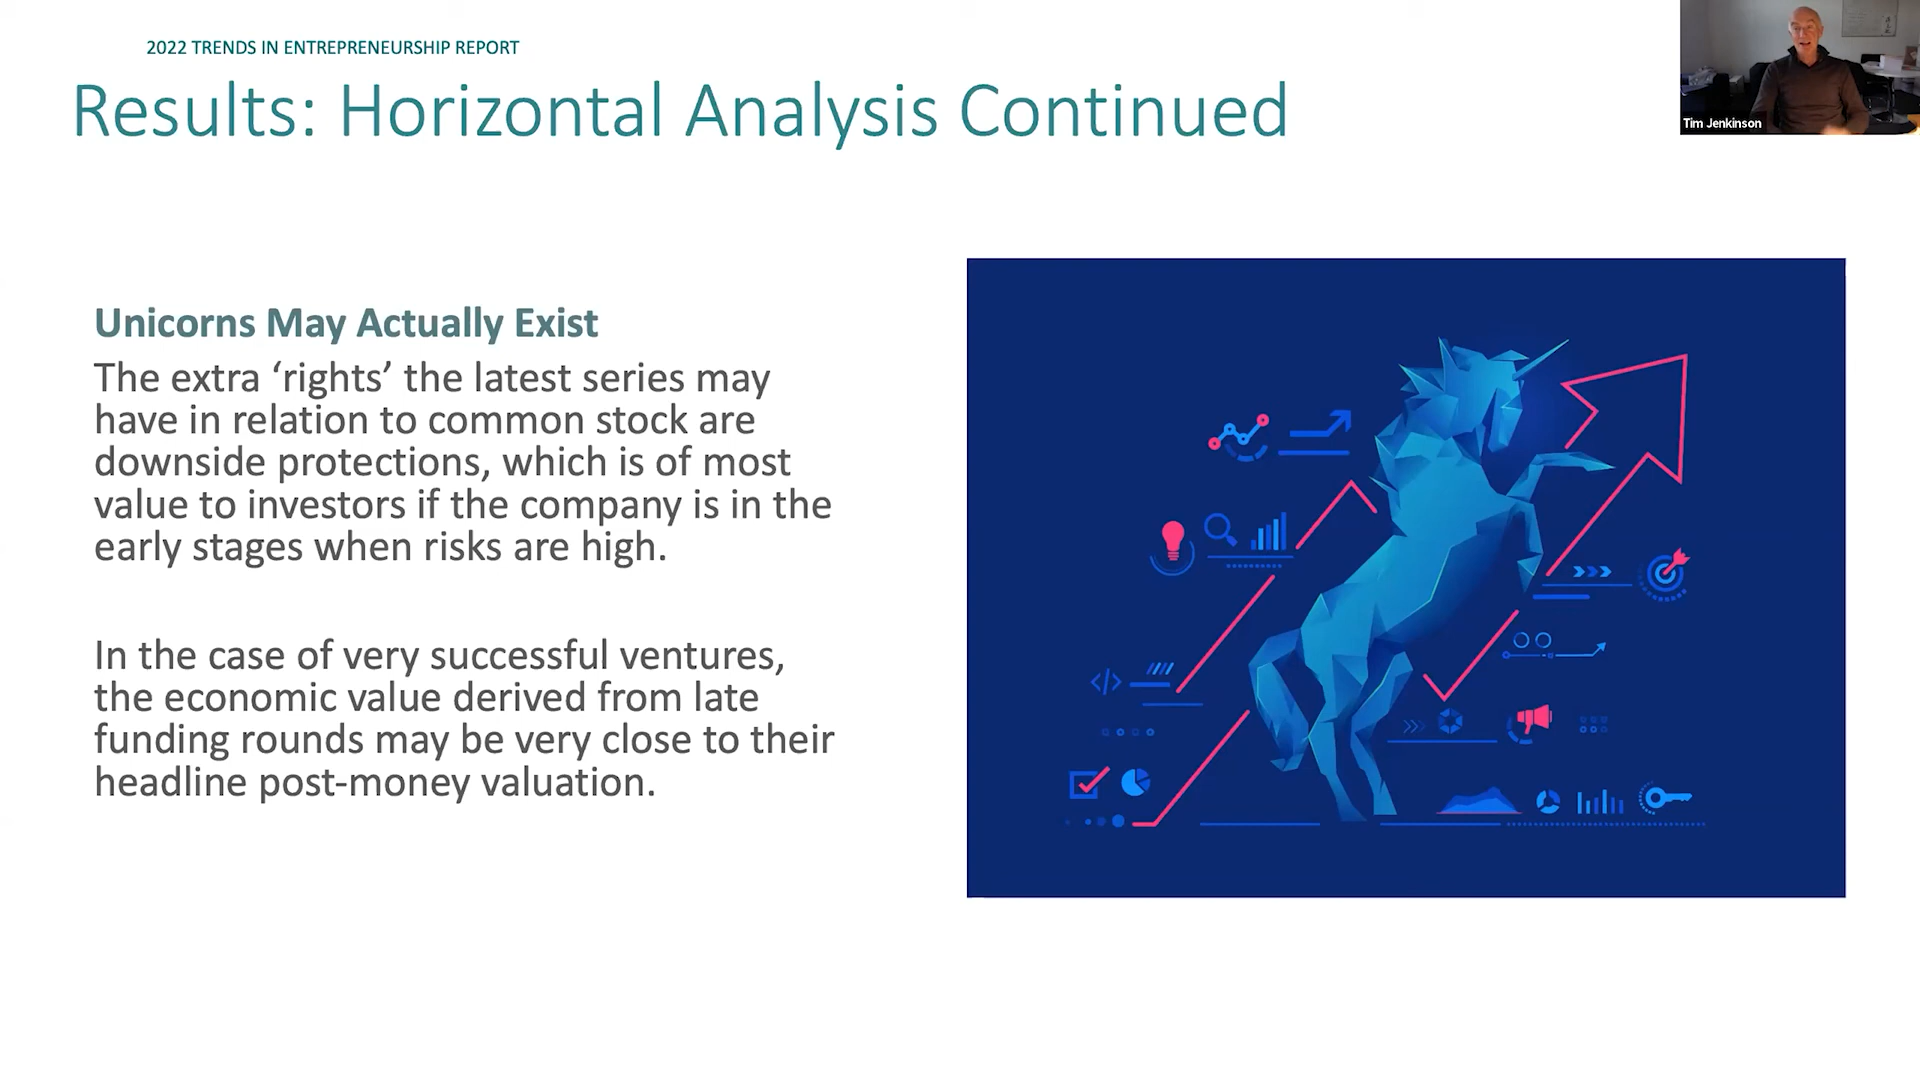 2022 TRENDS IN ENTREPRENEURSHIP REPORT
Results: Horizontal Analysis Continued
Tim Jenkinson
Unicorns May Actually Exist
The extra ‘rights’ the latest series may
have in relation to common stock are
downside protections, which is of most
value to investors if the company is in the
early stages when risks are high.
In the case of very successful ventures,
the economic value derived from late
funding rounds may be very close to their
headline post-money valuation.